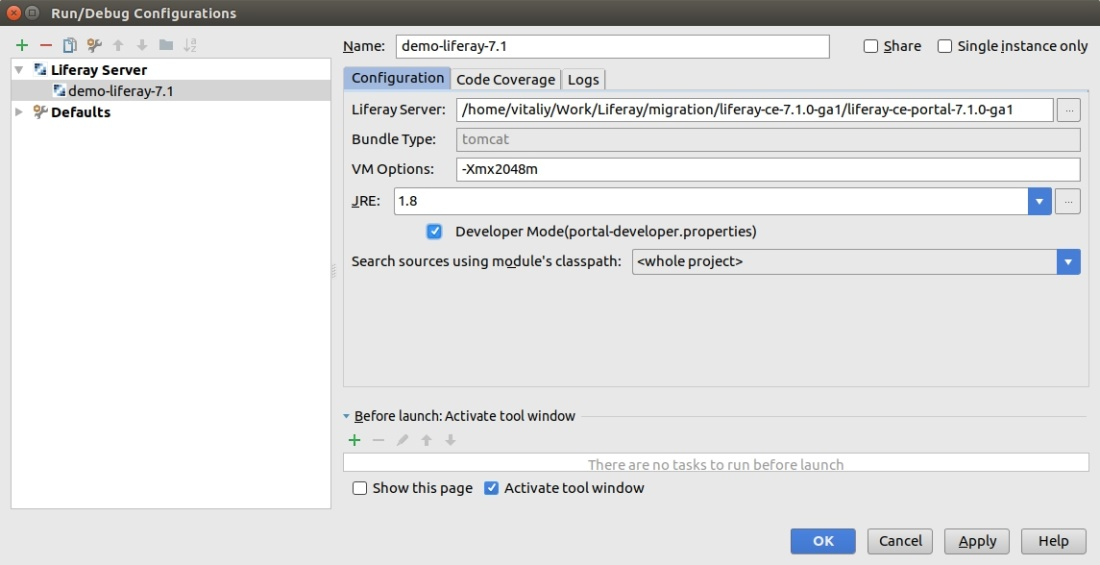 Run/Debug Configurations
Name: demo-liferay-7.1 Share Single instance only
Liferay Server
demo-liferay-7.1
Defaults
Configuration Code Coverage Logs
Liferay Server: /home/vitaliy/Work/Liferay/migration/liferay-ce-7.1.0-ga1/liferay-ce-portal-7.1.0-ga1 ...
Bundle Type: tomcat
VM Options: -Xmx2048m
JRE: 1.8 ...
Developer Mode(portal-developer.properties)
Search sources using module's classpath: <whole project>
Before launch: Activate tool window
There are no tasks to run before launch
Show this page Activate tool window
OK Cancel Apply Help